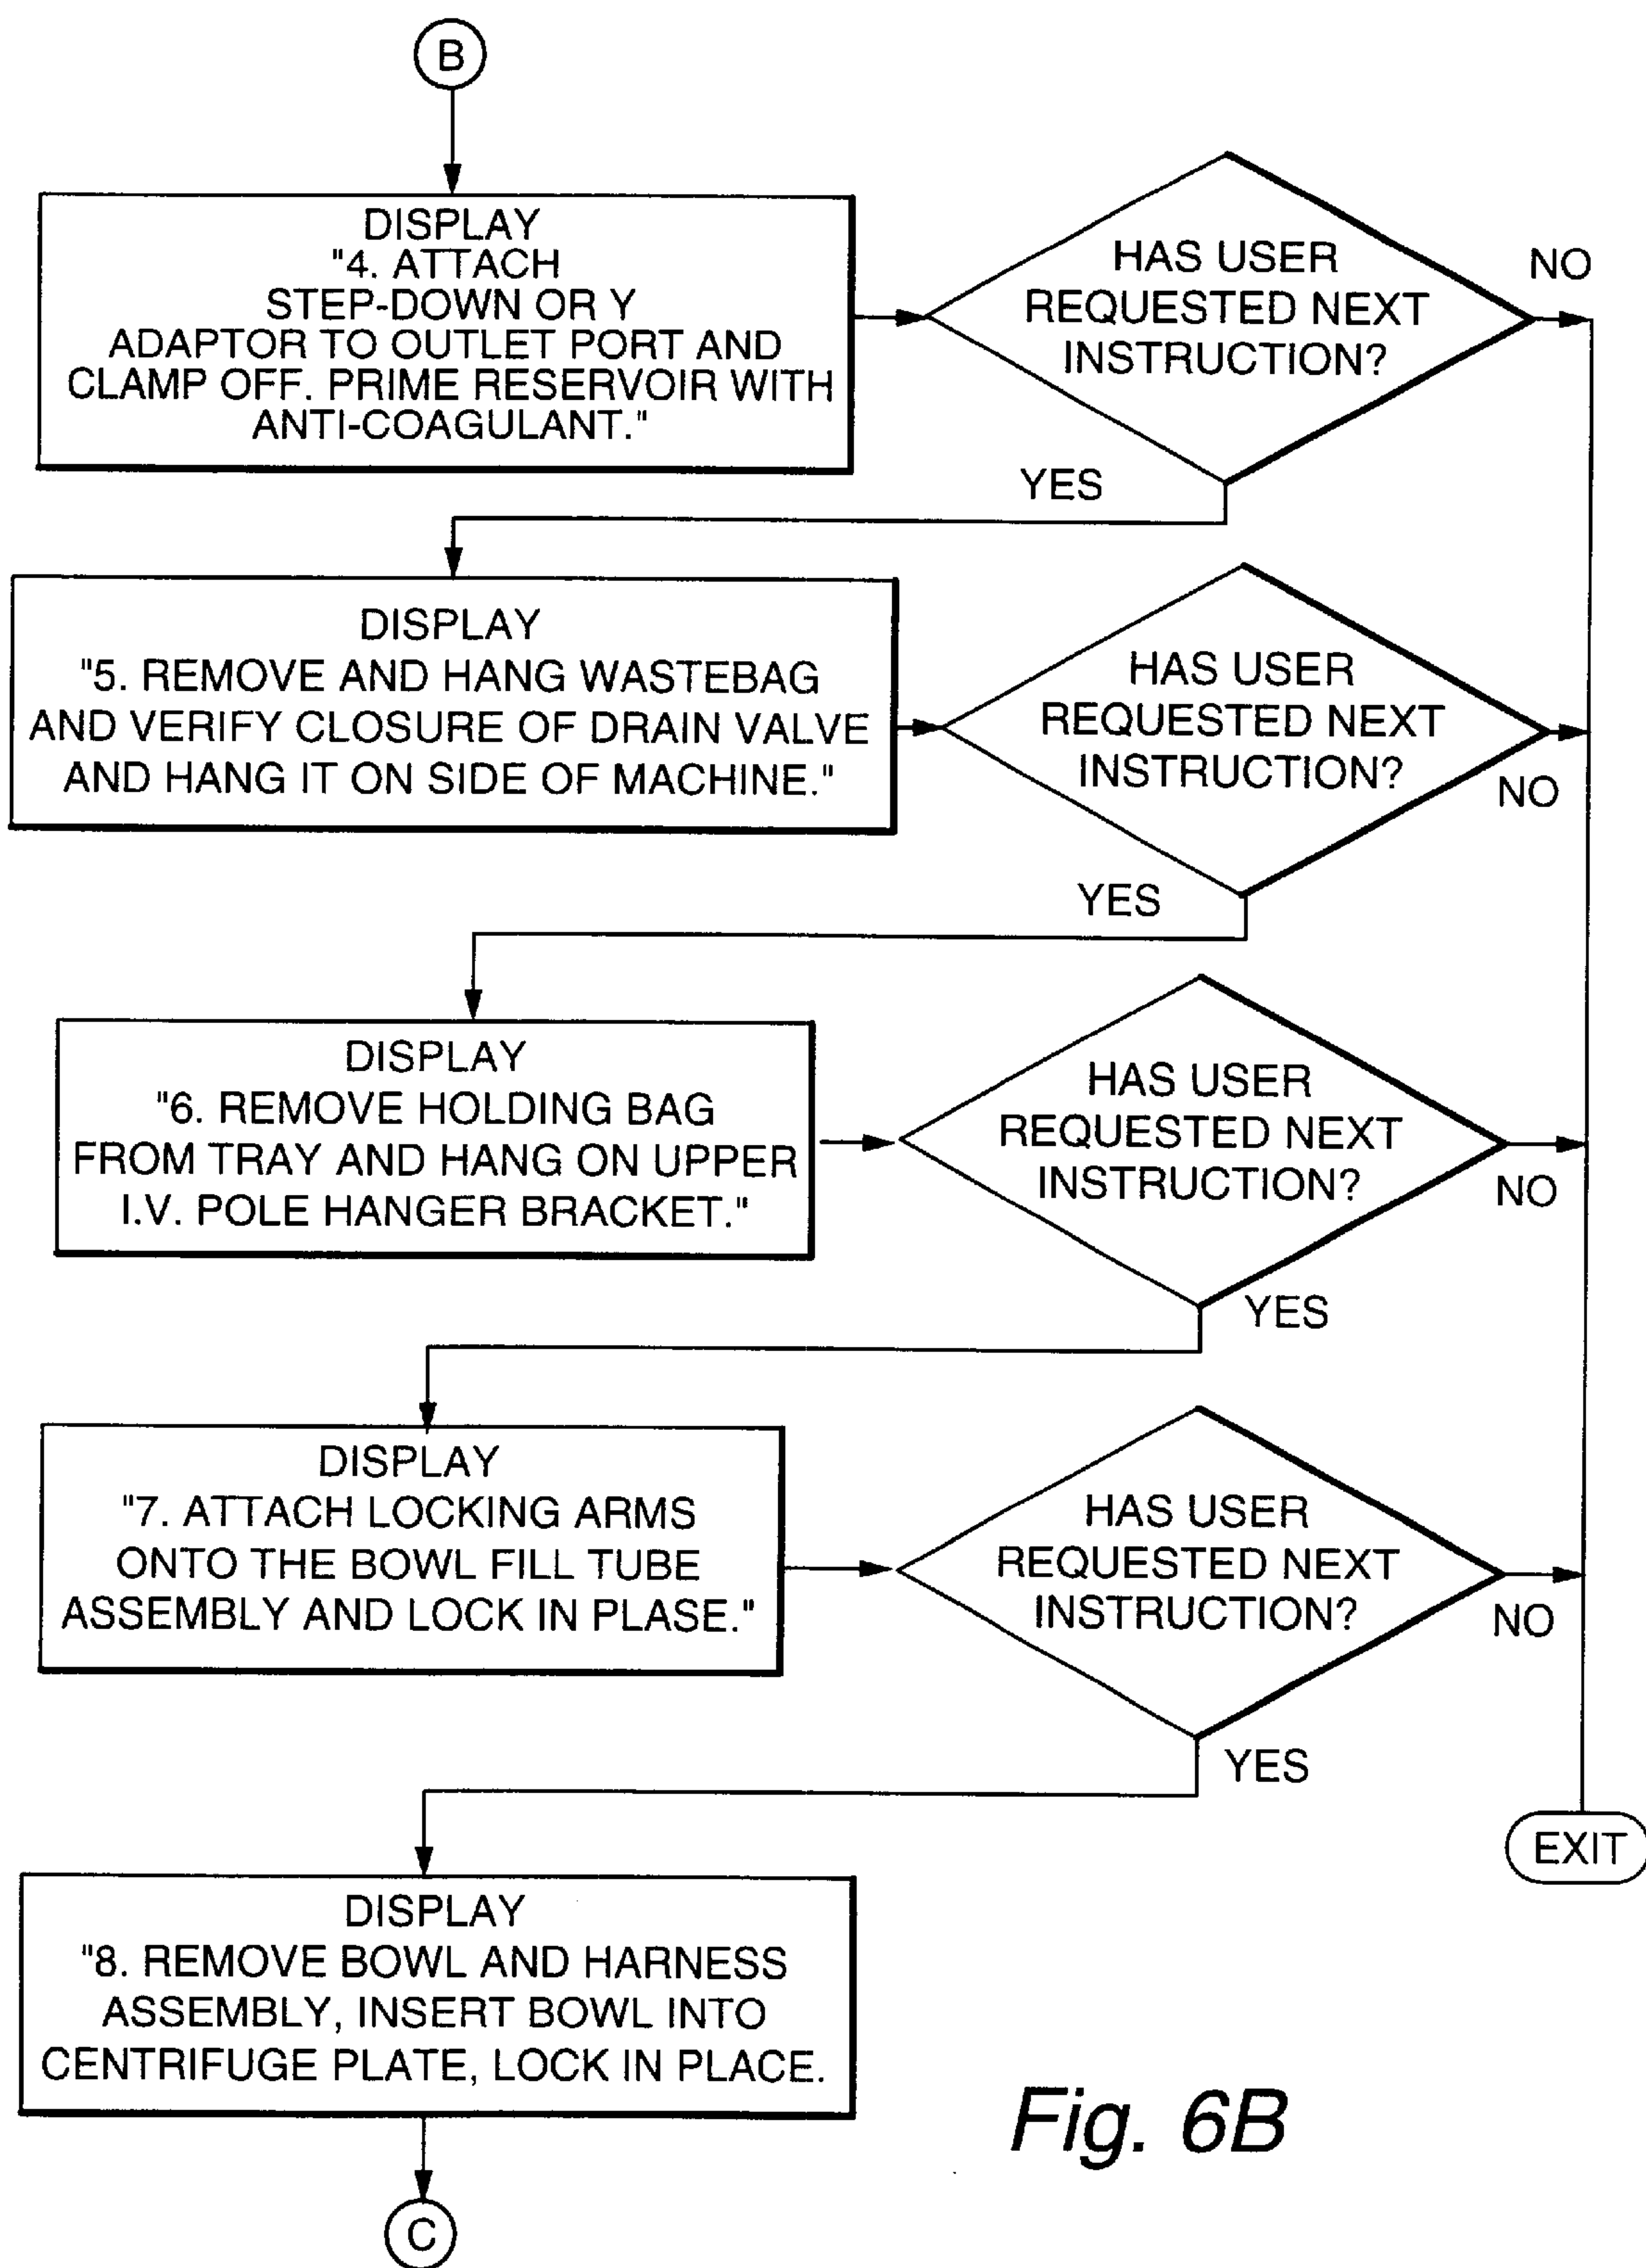 B
DISPLAY
"4. ATTACH
STEP-DOWN OR Y
ADAPTOR TO OUTLET PORT AND
CLAMP OFF. PRIME RESERVOIR WITH
ANTI-COAGULANT."
HAS USER
REQUESTED NEXT
INSTRUCTION?
NO
YES
DISPLAY
"5. REMOVE AND HANG WASTEBAG
AND VERIFY CLOSURE OF DRAIN VALVE
AND HANG IT ON SIDE OF MACHINE."
HAS USER
REQUESTED NEXT
INSTRUCTION?
NO
YES
DISPLAY
"6. REMOVE HOLDING BAG
FROM TRAY AND HANG ON UPPER
I.V. POLE HANGER BRACKET."
HAS USER
REQUESTED NEXT
INSTRUCTION?
NO
YES
DISPLAY
"7. ATTACH LOCKING ARMS
ONTO THE BOWL FILL TUBE
ASSEMBLY AND LOCK IN PLASE."
HAS USER
REQUESTED NEXT
INSTRUCTION?
NO
YES
EXIT
DISPLAY
"8. REMOVE BOWL AND HARNESS
ASSEMBLY, INSERT BOWL INTO
CENTRIFUGE PLATE, LOCK IN PLACE.
C
Fig. 6B